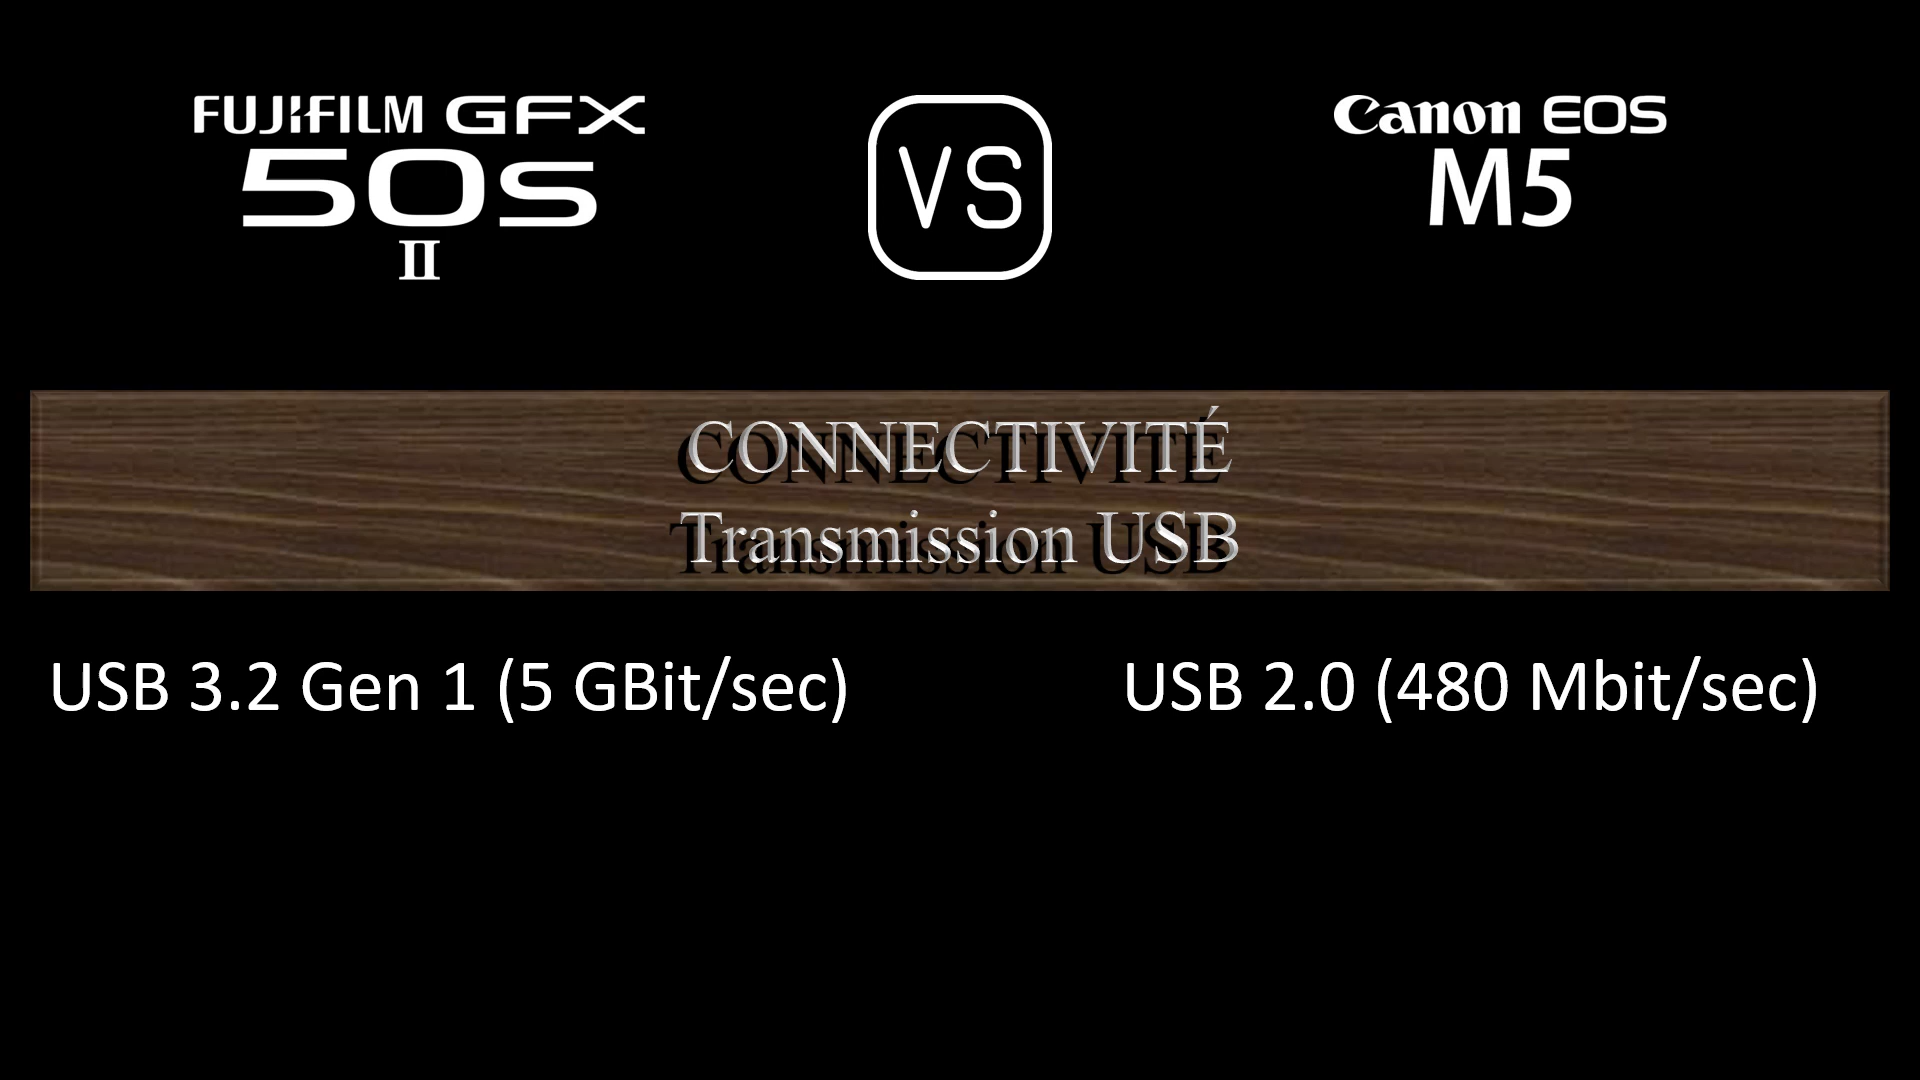 FUJIFILM GFX
50S
II
VS
Canon EOS
M5
CONNECTIVITÉ
Transmission USB
USB 3.2 Gen 1 (5 GBit/sec)
USB 2.0 (480 Mbit/sec)